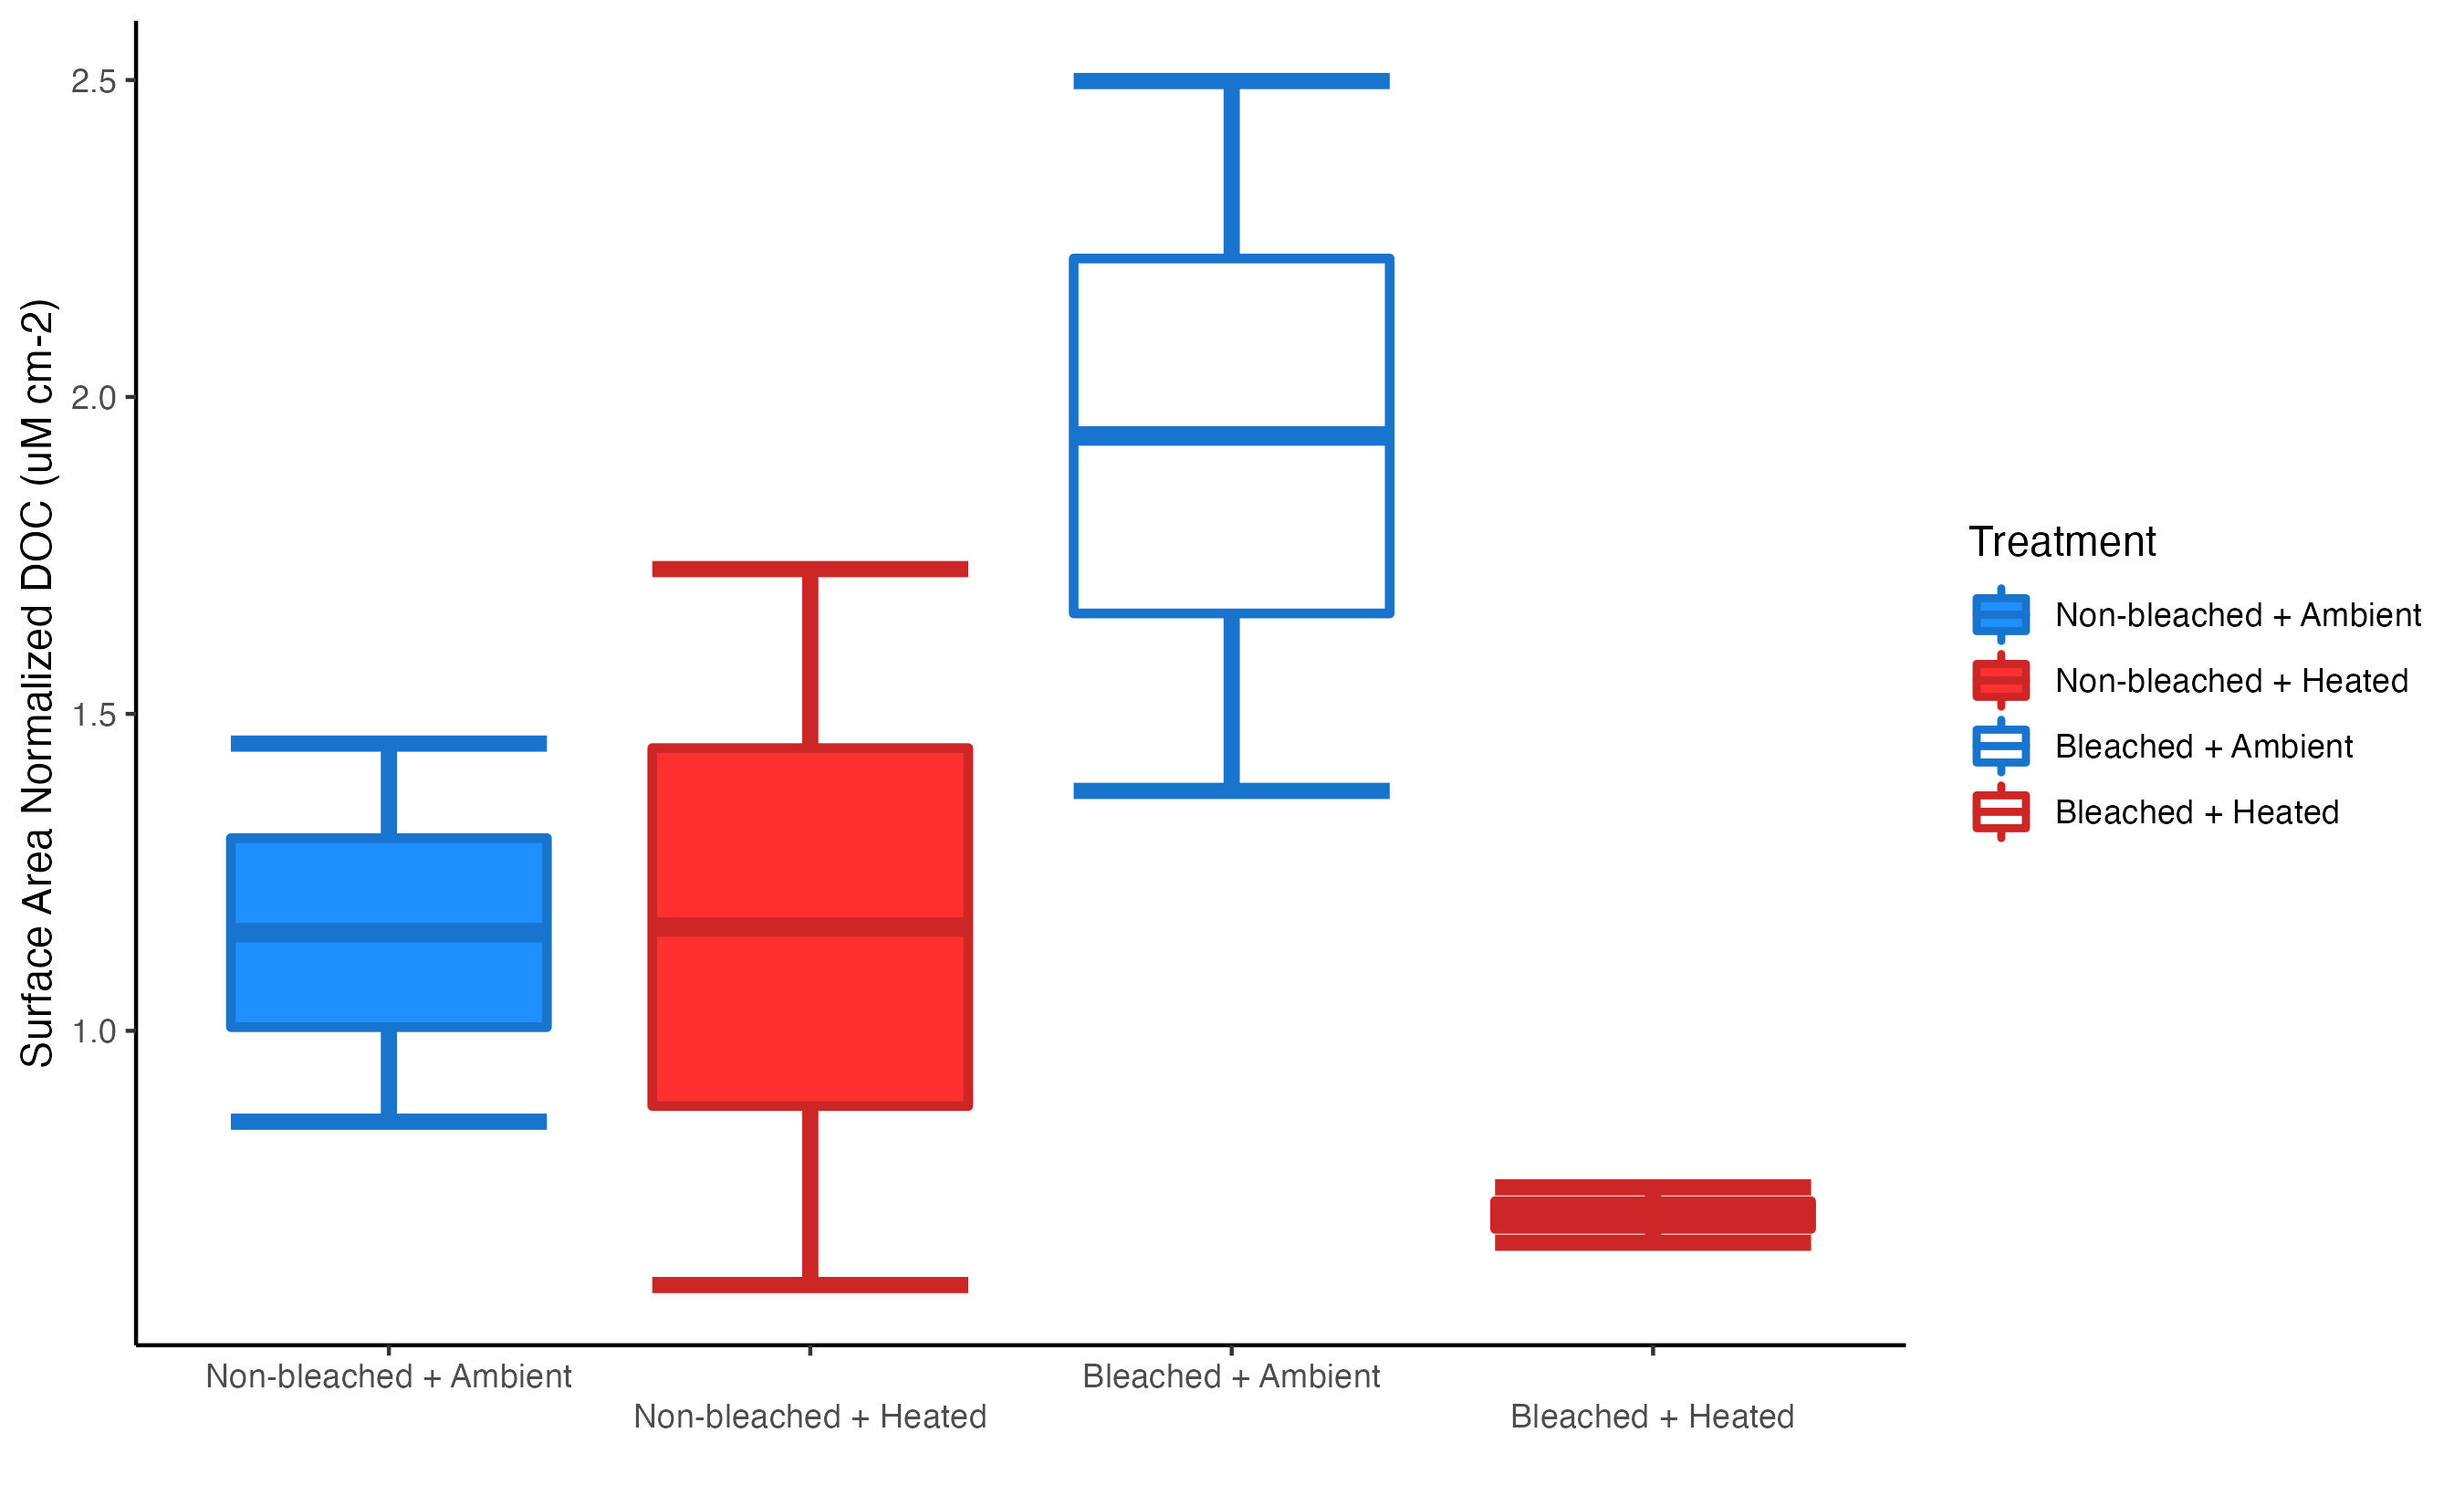 Surface Area Normalized DOC (uM cm-2)
2.5
2.0
1.5
1.0
Non-bleached + Ambient
Non-bleached + Heated
Bleached + Ambient
Bleached + Heated
Treatment
Non-bleached + Ambient
Non-bleached + Heated
Bleached + Ambient
Bleached + Heated